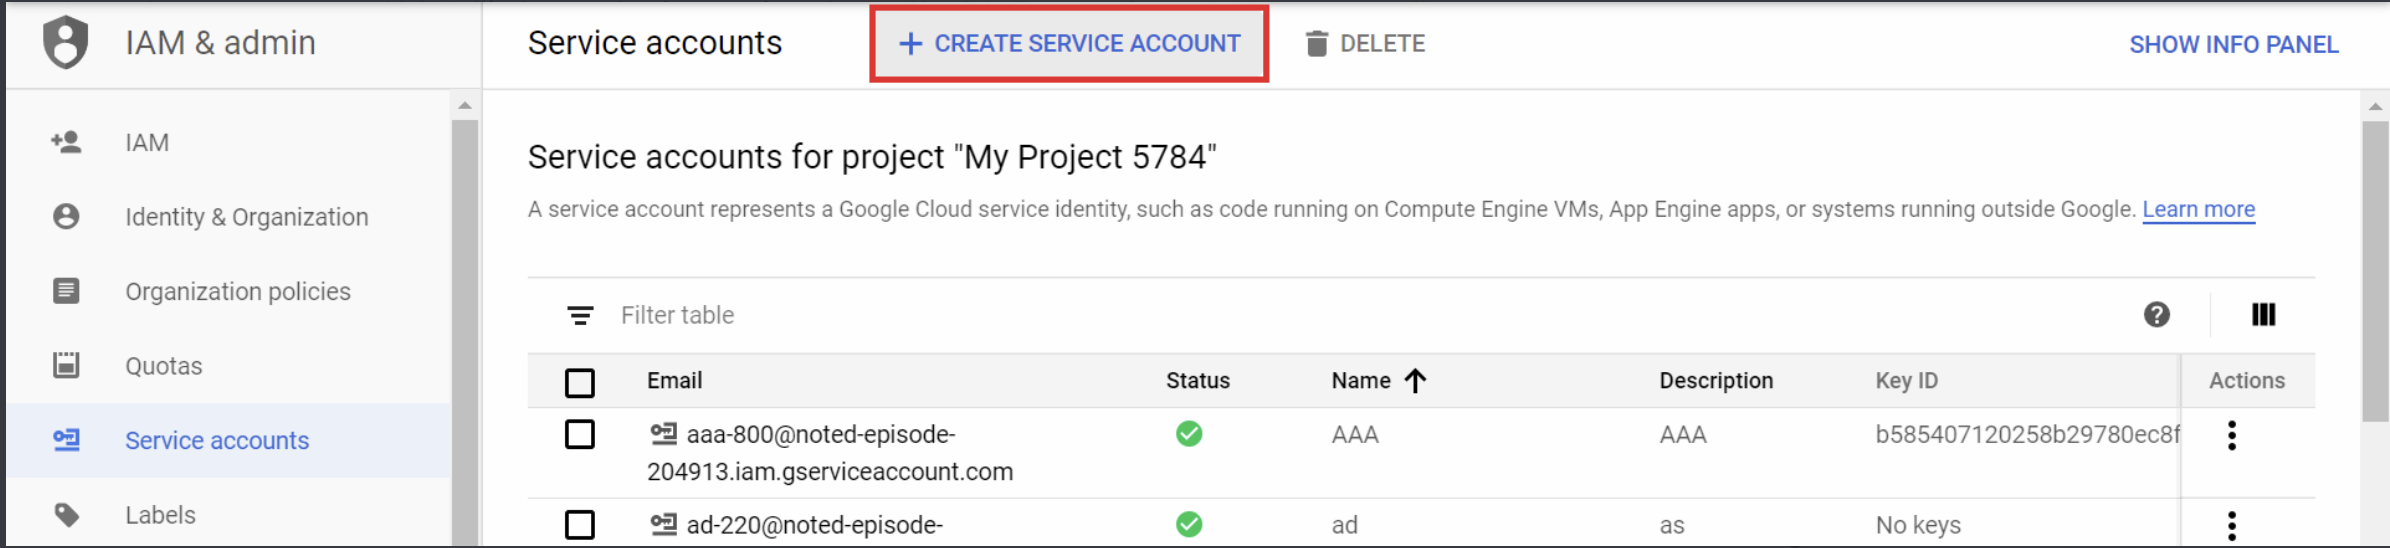 IAM & admin
Service accounts
CREATE SERVICE ACCOUNT
DELETE
SHOW INFO PANEL
IAM
Identity & Organization
Organization policies
Quotas
Service accounts
Labels
Service accounts for project "My Project 5784"
A service account represents a Google Cloud service identity, such as code running on Compute Engine VMs, App Engine apps, or systems running outside Google. Learn more
Filter table
Email Status Name Description Key ID Actions
aaa-800@noted-episode- AAA AAA b585407120258b29780ec8f
204913.iam.gserviceaccount.com
ad-220@noted-episode- ad as No keys